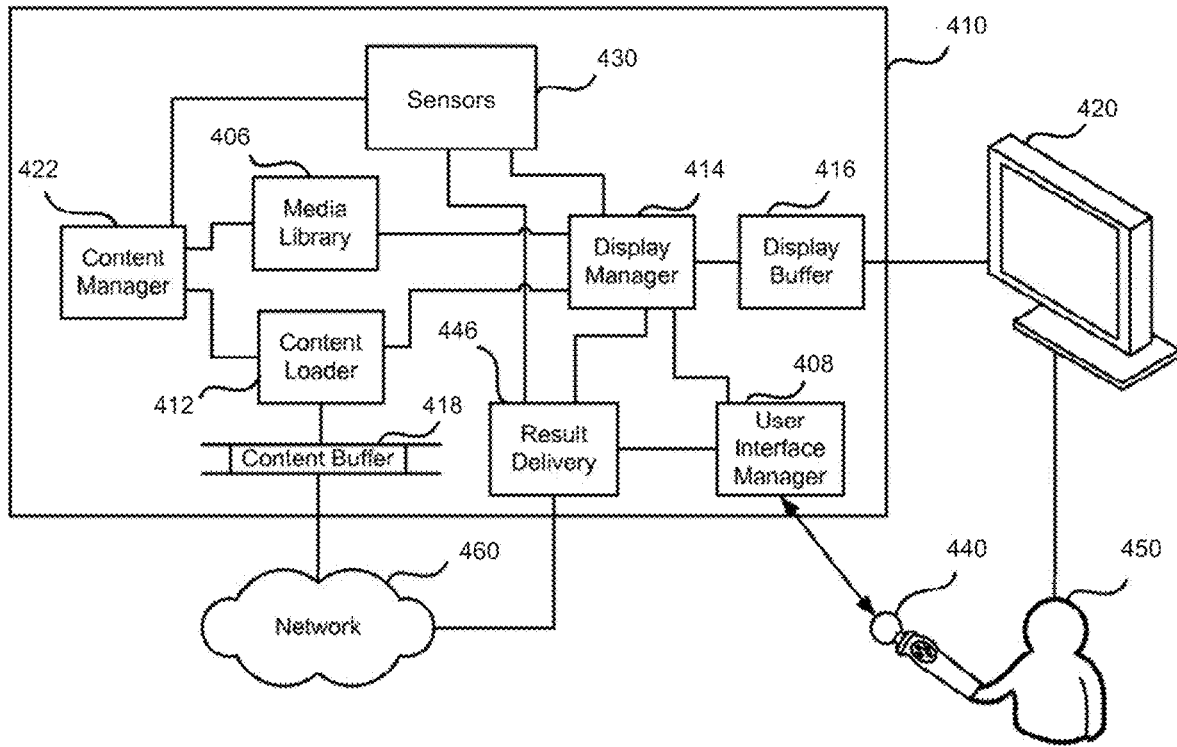 410
430
Sensors
420
406
422
414
416
Media
Library
Content
Manager
Display
Manager
Display
Buffer
Content
Loader
446
408
412
418
Result
Delivery
User
Interface
Manager
Content Buffer
460
440
450
Network